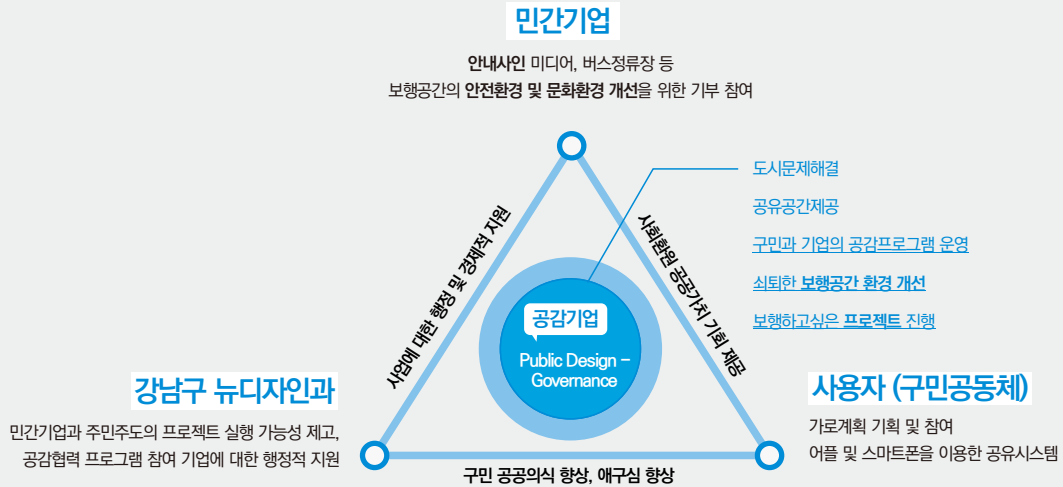 민간기업
안내사인 미디어, 버스정류장 등
보행공간의 안전환경 및 문화환경 개선을 위한 기부 참여
도시문제해결
공유공간제공
구민과 기업의 공감프로그램 운영
쇠퇴한 보행공간 환경 개선
보행하고싶은 프로젝트 진행
사업에 대한 행정 및 경제적 지원
사회환원 공공가치 기회 제공
공감기업
Public Design –
Governance
강남구 뉴디자인과
민간기업과 주민주도의 프로젝트 실행 가능성 제고,
공감협력 프로그램 참여 기업에 대한 행정적 지원
사용자 (구민공동체)
가로계획 기획 및 참여
어플 및 스마트폰을 이용한 공유시스템
구민 공공의식 향상, 애구심 향상